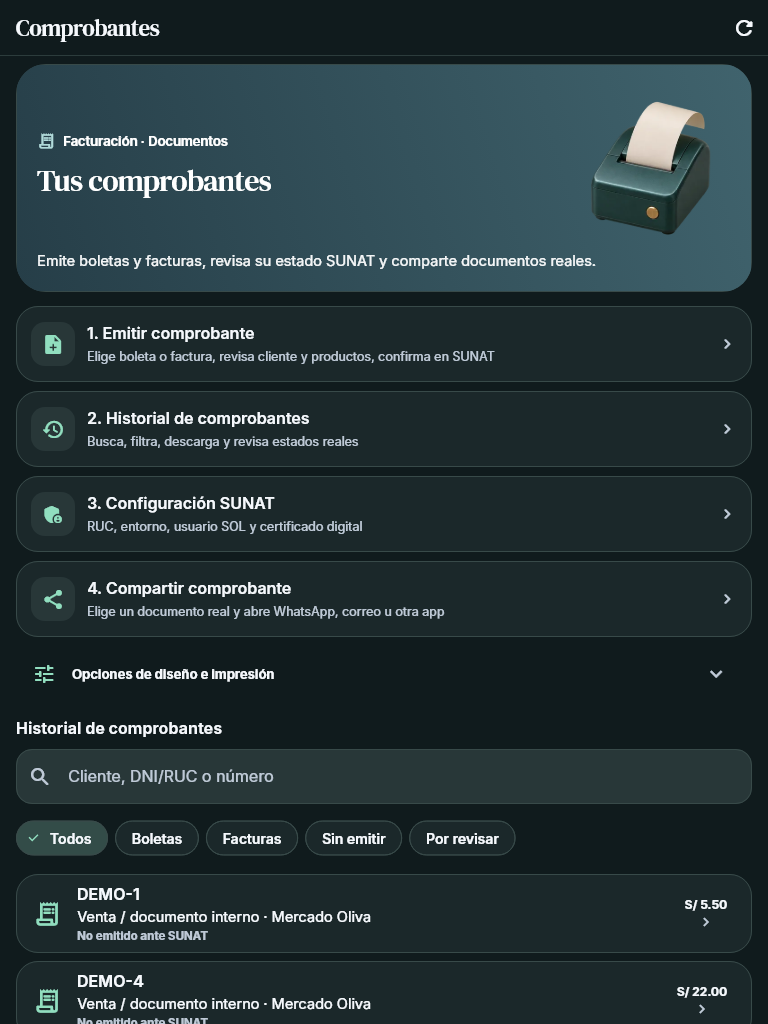 Comprobantes
Facturación · Documentos
Tus comprobantes
Emite boletas y facturas, revisa su estado SUNAT y comparte documentos reales.
1. Emitir comprobante
Elige boleta o factura, revisa cliente y productos, confirma en SUNAT
2. Historial de comprobantes
Busca, filtra, descarga y revisa estados reales
3. Configuración SUNAT
RUC, entorno, usuario SOL y certificado digital
4. Compartir comprobante
Elige un documento real y abre WhatsApp, correo u otra app
Opciones de diseño e impresión
Historial de comprobantes
Cliente, DNI/RUC o número
Todos
Boletas
Facturas
Sin emitir
Por revisar
DEMO-1
Venta / documento interno · Mercado Oliva
No emitido ante SUNAT
S/ 5.50
DEMO-4
Venta / documento interno · Mercado Oliva
No emitido ante SUNAT
S/ 22.00